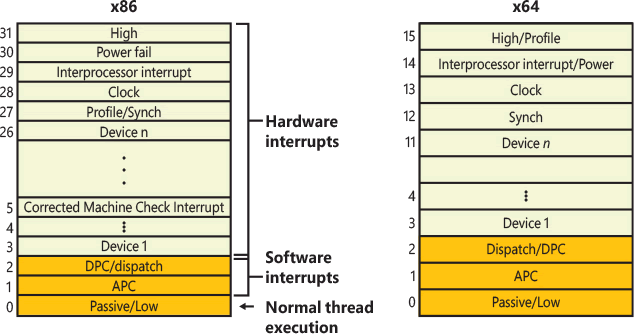 x86
31 High
30 Power fail
29 Interprocessor interrupt
28 Clock
27 Profile/Synch
26 Device n
5 Corrected Machine Check Interrupt
4
3 Device 1
2 DPC/dispatch
1 APC
0 Passive/Low
Hardware
interrupts
Software
interrupts
Normal thread
execution
x64
15 High/Profile
14 Interprocessor interrupt/Power
13 Clock
12 Synch
11 Device n
4
3 Device 1
2 Dispatch/DPC
1 APC
0 Passive/Low